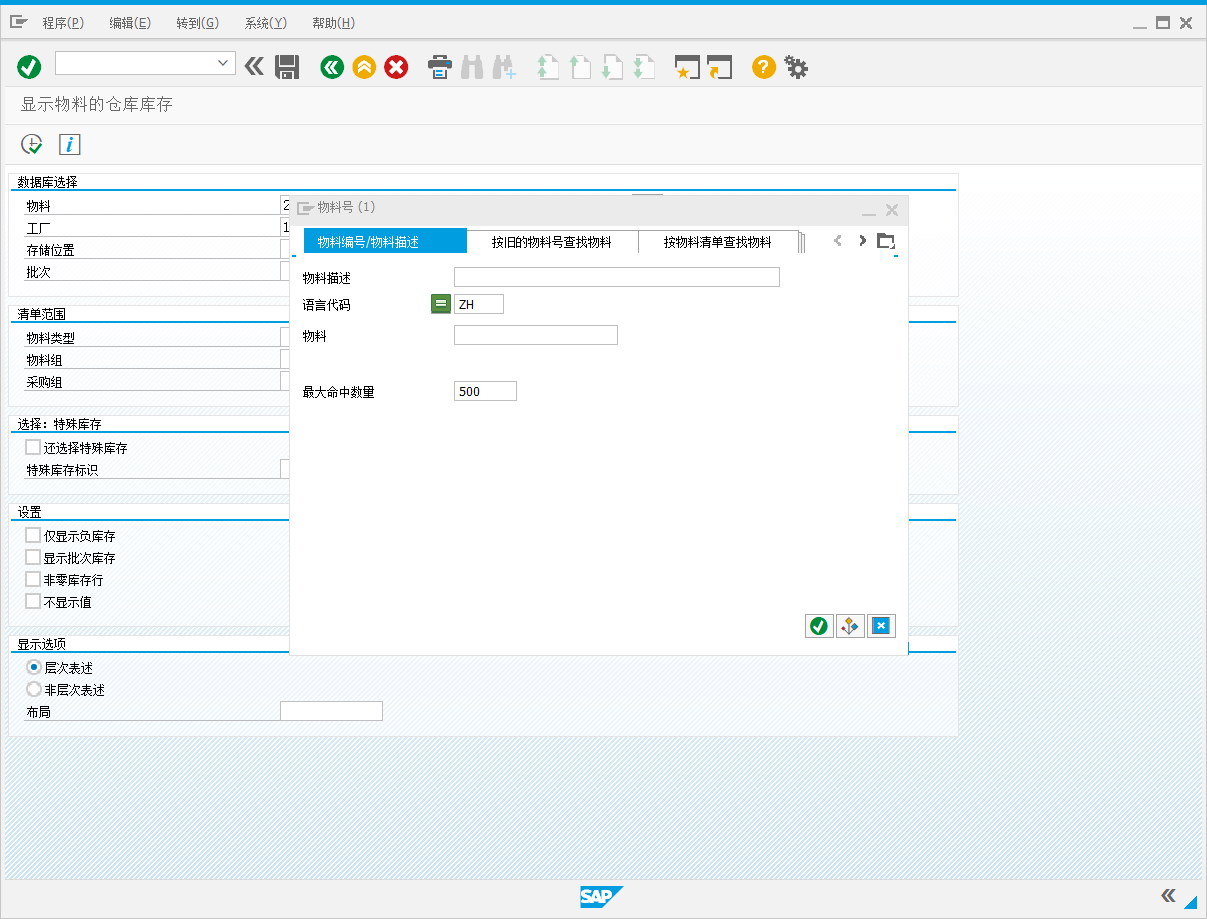 程序(P) 编辑(E) 转到(G) 系统(Y) 帮助(H)
显示物料的仓库库存
数据库选择
物料 2
工厂 1
存储位置
批次
清单范围
物料类型
物料组
采购组
选择：特殊库存
还选择特殊库存
特殊库存标识
设置
仅显示负库存
显示批次库存
非零库存行
不显示值
显示选项
层次表述
非层次表述
布局
物料号 (1)
物料编号/物料描述 按旧的物料号查找物料 按物料清单查找物料
物料描述
语言代码 = ZH
物料
最大命中数量 500
SAP